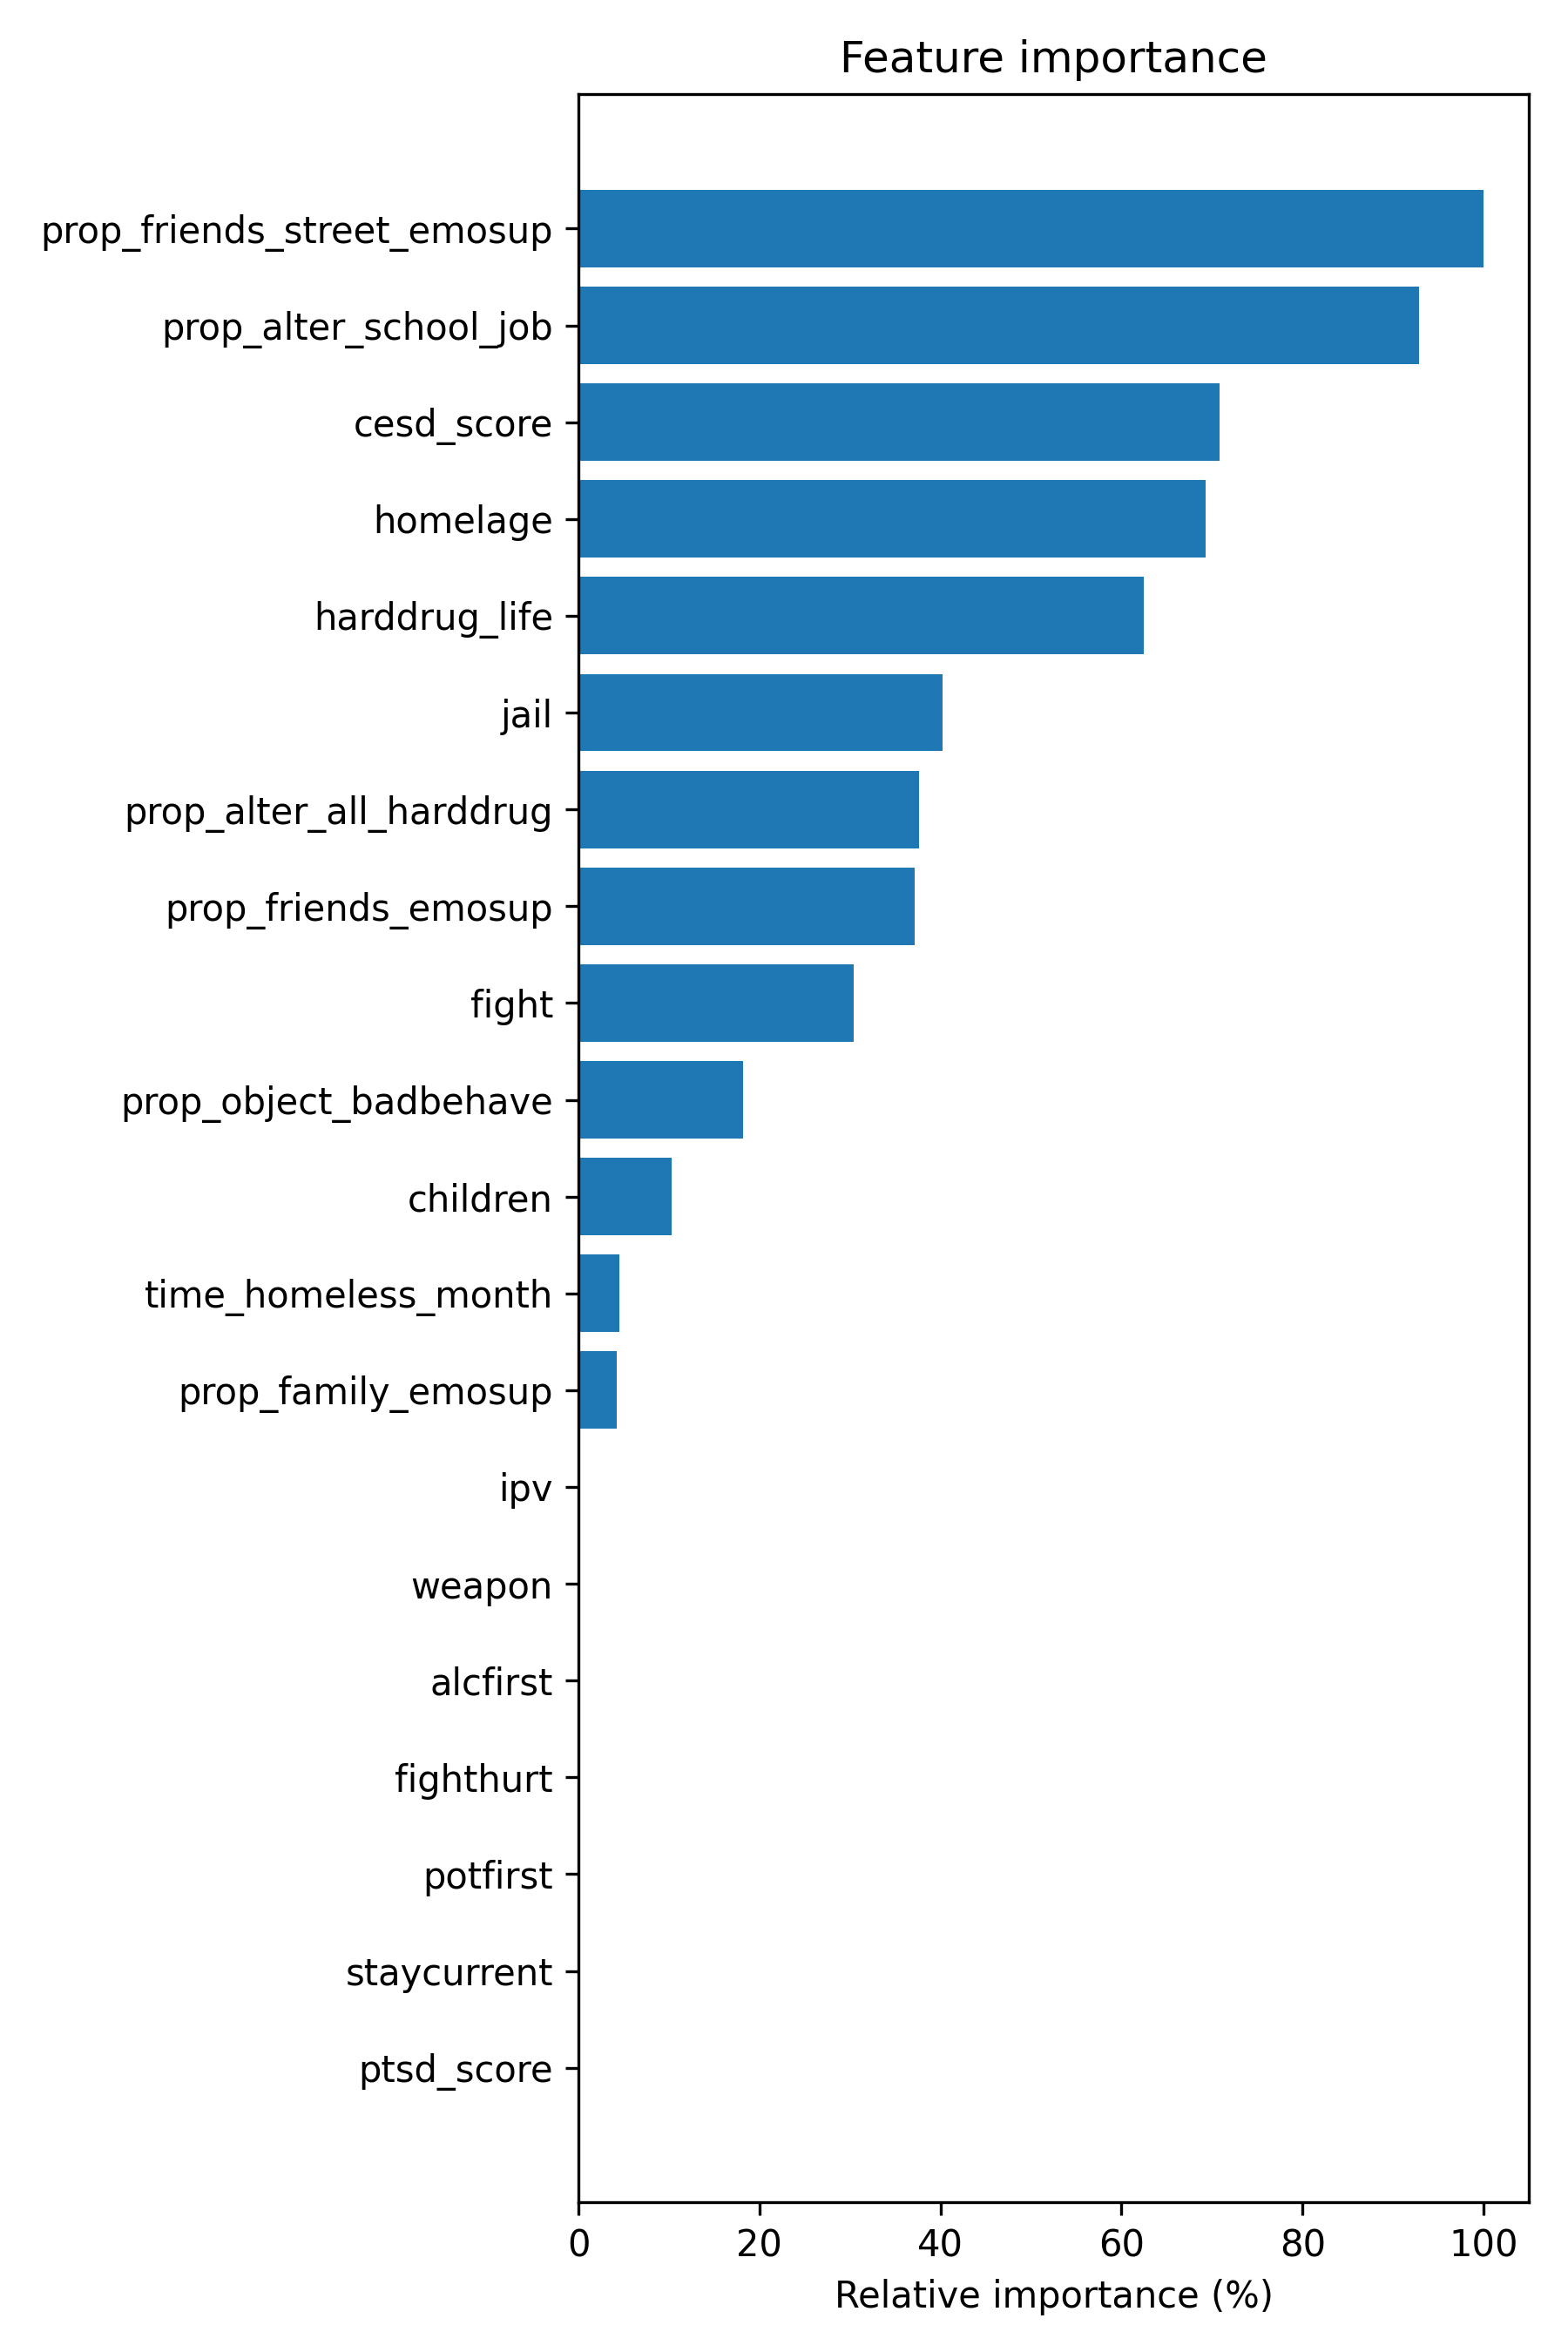 Feature importance
prop_friends_street_emosup
prop_alter_school_job
cesd_score
homelage
harddrug_life
jail
prop_alter_all_harddrug
prop_friends_emosup
fight
prop_object_badbehave
children
time_homeless_month
prop_family_emosup
ipv
weapon
alcfirst
fighthurt
potfirst
staycurrent
ptsd_score
0 20 40 60 80 100
Relative importance (%)